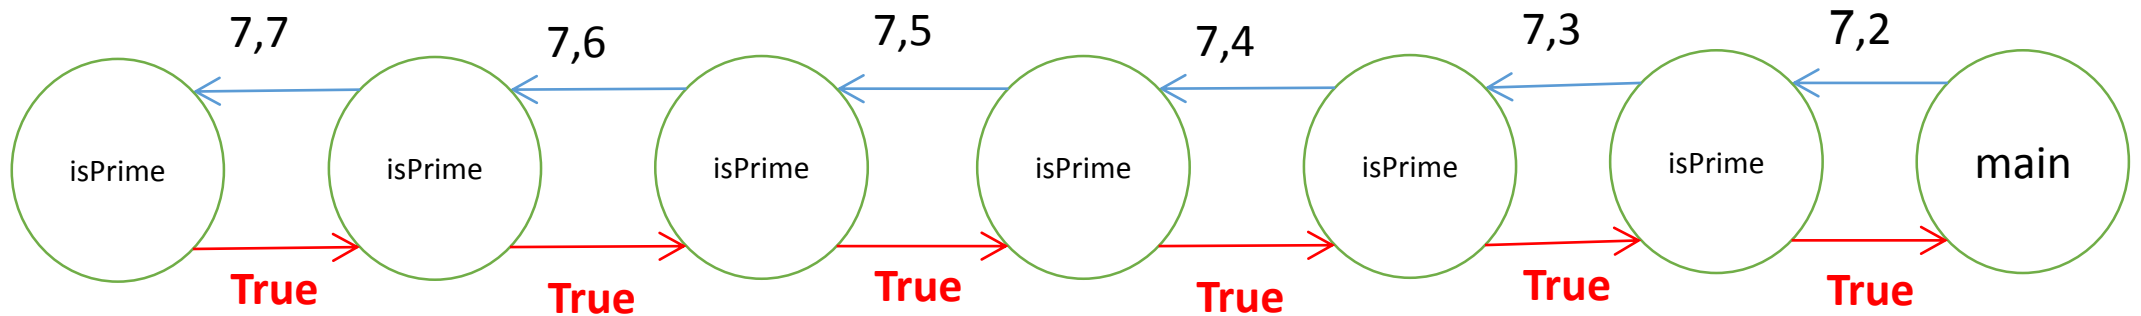 7,7 7,6 7,5 7,4 7,3 7,2
isPrime isPrime isPrime isPrime isPrime isPrime main
True True True True True True